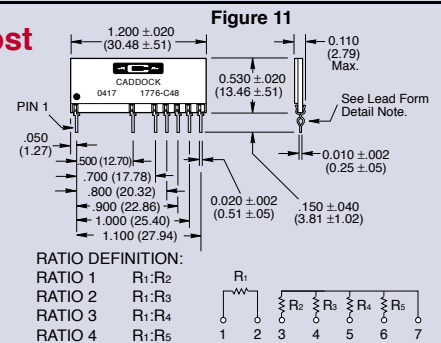 Figure 11
ost
1.200 ±.020
(30.48 ±.51)
0.110
(2.79)
Max.
CADDOCK
0417 1776-C48
0.530 ±.020
(13.46 ±.51)
PIN 1
See Lead Form
Detail Note.
.050
(1.27)
.500 (12.70)
.700 (17.78)
.800 (20.32)
.900 (22.86)
1.000 (25.40)
1.100 (27.94)
0.020 ±.002
(0.51 ±.05)
0.010 ±.002
(0.25 ±.05)
.150 ±.040
(3.81 ±1.02)
RATIO DEFINITION:
RATIO 1 R1:R2
RATIO 2 R1:R3
RATIO 3 R1:R4
RATIO 4 R1:R5
R1
R2 R3 R4 R5
1 2 3 4 5 6 7